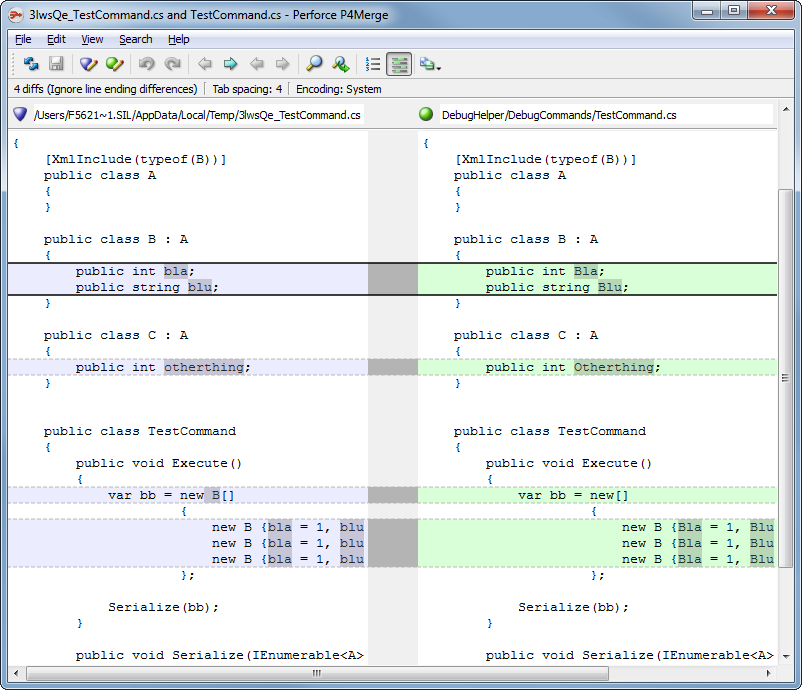 3lwsQe_TestCommand.cs and TestCommand.cs - Perforce P4Merge
File Edit View Search Help
4 diffs (Ignore line ending differences) Tab spacing: 4 Encoding: System
/Users/F5621~1.SIL/AppData/Local/Temp/3lwsQe_TestCommand.cs
DebugHelper/DebugCommands/TestCommand.cs
{
[XmlInclude(typeof(B))]
public class A
{
}
public class B : A
{
public int bla;
public string blu;
}
public class C : A
{
public int otherthing;
}
public class TestCommand
{
public void Execute()
{
var bb = new B[]
{
new B {bla = 1, blu
new B {bla = 1, blu
new B {bla = 1, blu
};
Serialize(bb);
}
public void Serialize(IEnumerable<A>
{
[XmlInclude(typeof(B))]
public class A
{
}
public class B : A
{
public int Bla;
public string Blu;
}
public class C : A
{
public int Otherthing;
}
public class TestCommand
{
public void Execute()
{
var bb = new[]
{
new B {Bla = 1, Blu
new B {Bla = 1, Blu
new B {Bla = 1, Blu
};
Serialize(bb);
}
public void Serialize(IEnumerable<A>